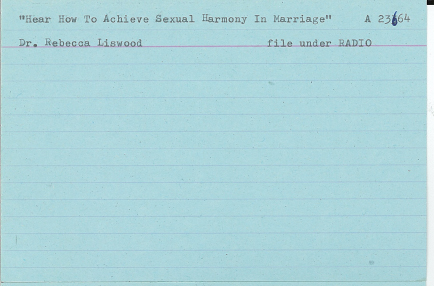 "Hear How To Achieve Sexual Harmony In Marriage" A 23664
Dr. Rebecca Liswood file under RADIO